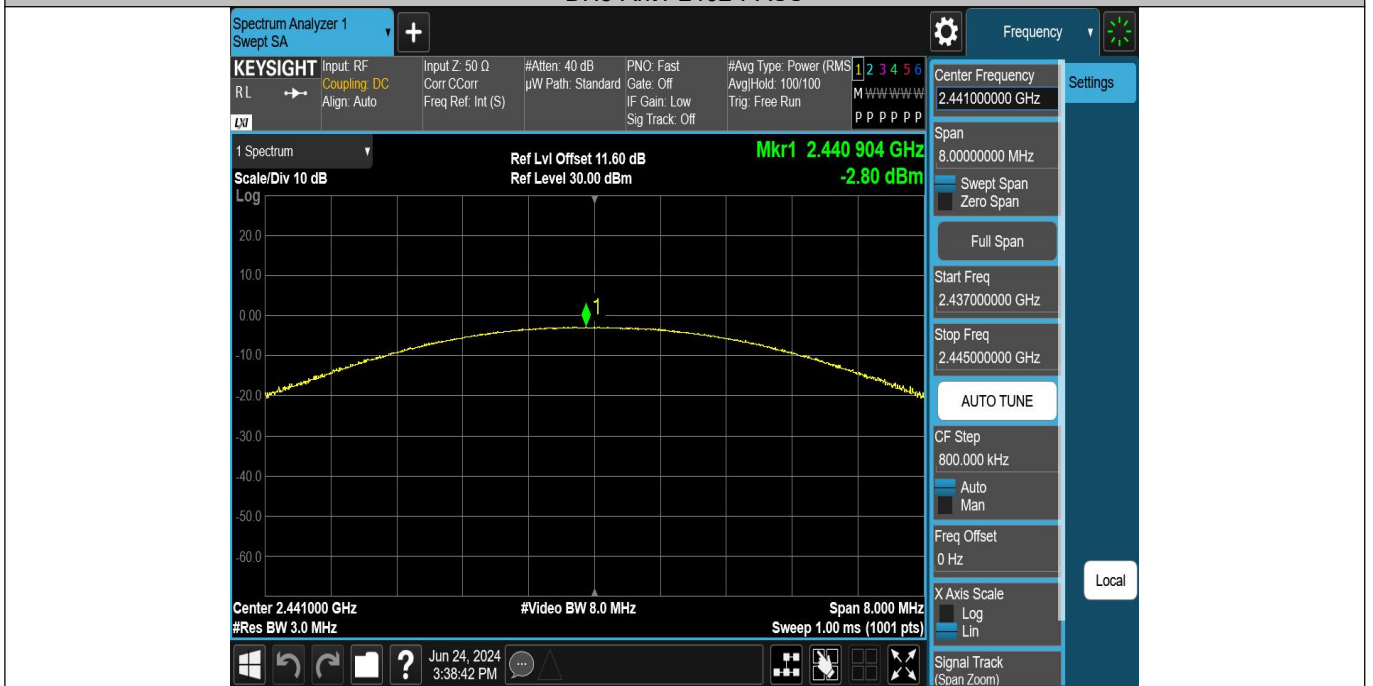 Spectrum Analyzer 1
Swept SA
Frequency
KEYSIGHT
RL
LXI
Input: RF
Coupling: DC
Align: Auto
Input Z: 50 Ω
Corr CCorr
Freq Ref: Int (S)
#Atten: 40 dB
µW Path: Standard
PNO: Fast
Gate: Off
IF Gain: Low
Sig Track: Off
#Avg Type: Power (RMS
Avg|Hold: 100/100
Trig: Free Run
1 2 3 4 5 6
M W W W W W
P P P P P P
Center Frequency
2.441000000 GHz
Settings
Span
8.00000000 MHz
Swept Span
Zero Span
Full Span
Start Freq
2.437000000 GHz
Stop Freq
2.445000000 GHz
AUTO TUNE
CF Step
800.000 kHz
Auto
Man
Freq Offset
0 Hz
X Axis Scale
Log
Lin
Signal Track
(Span Zoom)
Local
1 Spectrum
Scale/Div 10 dB
Ref Lvl Offset 11.60 dB
Ref Level 30.00 dBm
Mkr1 2.440 904 GHz
-2.80 dBm
Log
20.0
10.0
0.00
1
-10.0
-20.0
-30.0
-40.0
-50.0
-60.0
Center 2.441000 GHz
#Video BW 8.0 MHz
Span 8.000 MHz
#Res BW 3.0 MHz
Sweep 1.00 ms (1001 pts)
Jun 24, 2024
3:38:42 PM